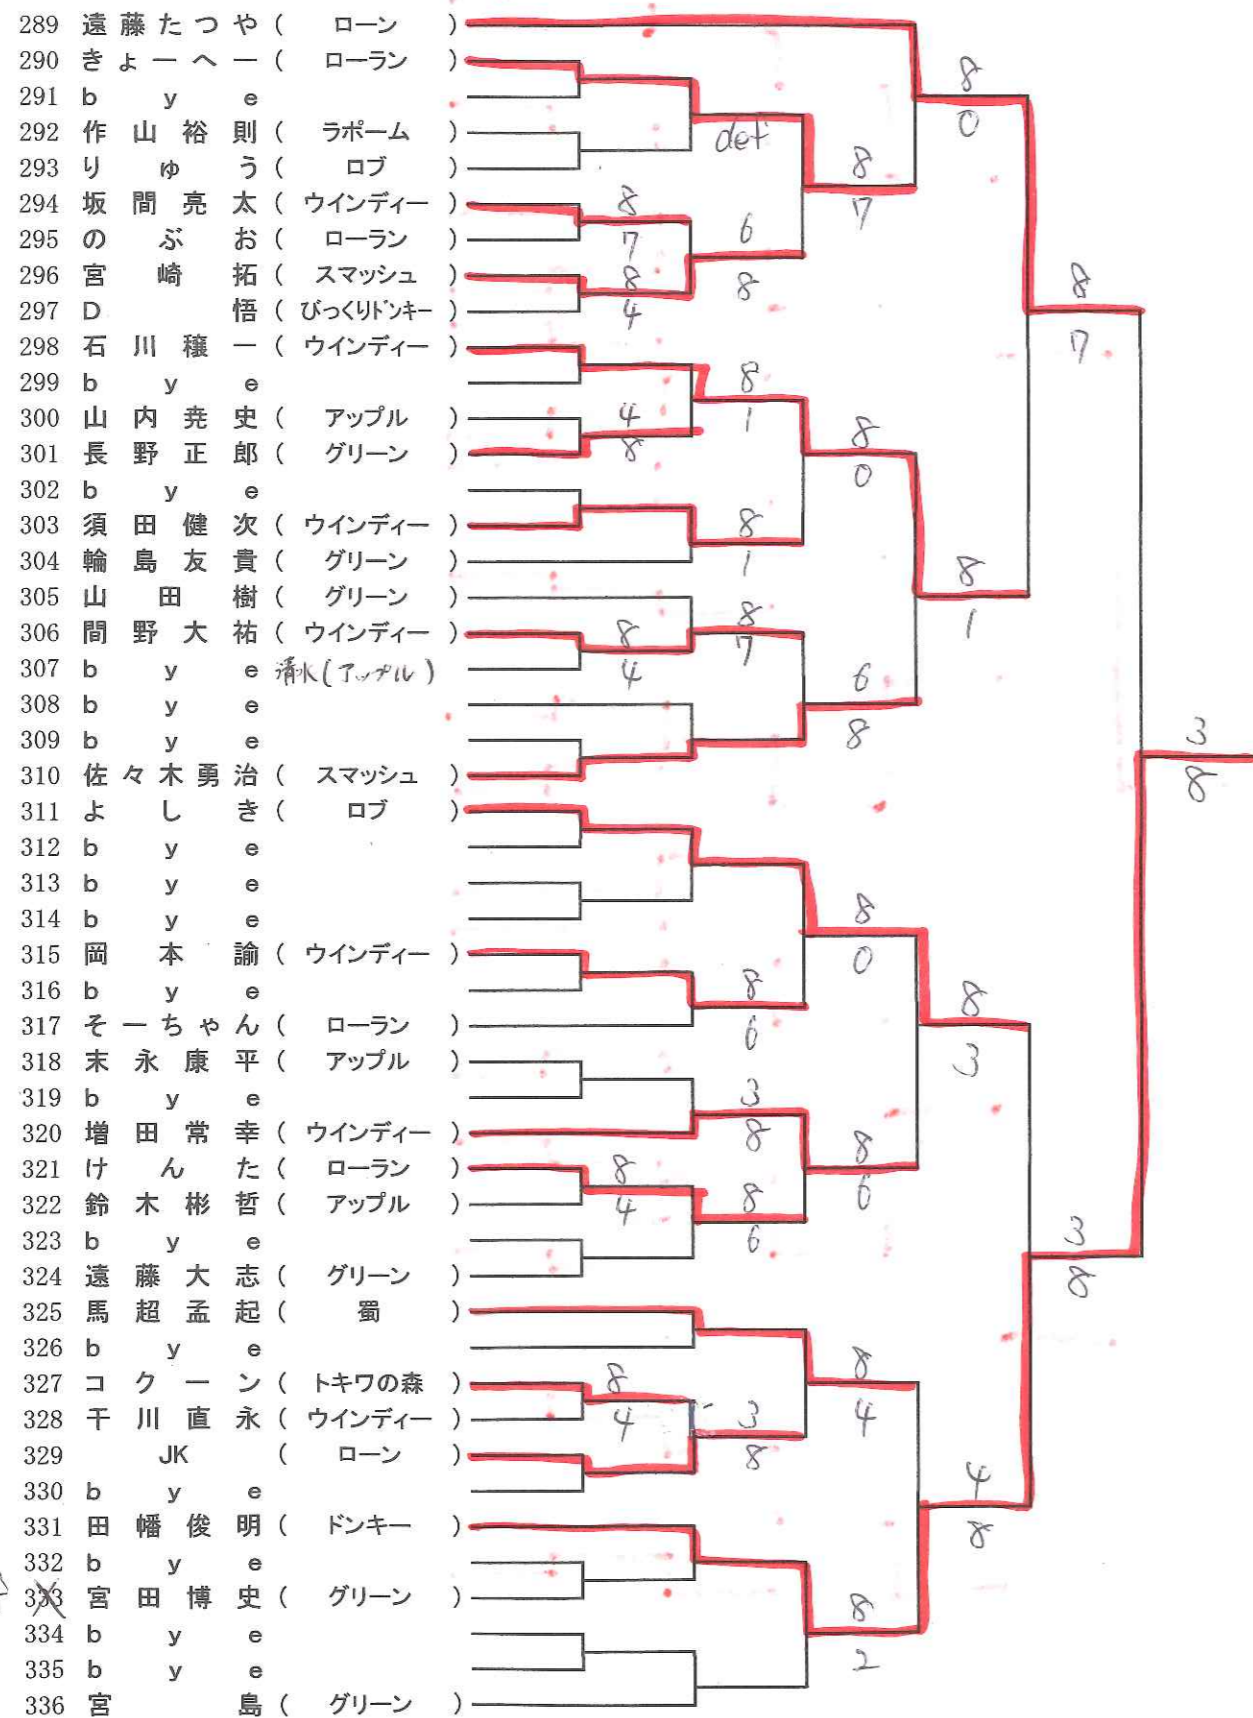 289 遠藤たつや ( ローン )
290 きょーへー ( ローラン )
291 bye
292 作山裕則 ( ラポーム )
293 りゅう ( ロブ )
294 坂間亮太 ( ウインディー )
295 のぶお ( ローラン )
296 宮崎拓 ( スマッシュ )
297 D悟 ( びっくりドンキー )
298 石川穣一 ( ウインディー )
299 bye
300 山内尭史 ( アップル )
301 長野正郎 ( グリーン )
302 bye
303 須田健次 ( ウインディー )
304 輪島友貴 ( グリーン )
305 山田樹 ( グリーン )
306 間野大祐 ( ウインディー )
307 bye 清水 (アップル)
308 bye
309 bye
310 佐々木勇治 ( スマッシュ )
311 よしき ( ロブ )
312 bye
313 bye
314 bye
315 岡本諭 ( ウインディー )
316 bye
317 そーちゃん ( ローラン )
318 末永康平 ( アップル )
319 bye
320 増田常幸 ( ウインディー )
321 けんた ( ローラン )
322 鈴木彬哲 ( アップル )
323 bye
324 遠藤大志 ( グリーン )
325 馬超孟起 ( 蜀 )
326 bye
327 コクーン ( トキワの森 )
328 干川直永 ( ウインディー )
329 JK ( ローン )
330 bye
331 田幡俊明 ( ドンキー )
332 bye
333 宮田博史 ( グリーン )
334 bye
335 bye
336 宮島 ( グリーン )
8
7
8
4
4
8
8
4
8
4
8
4
def
6
8
8
1
8
1
8
7
8
6
3
8
8
6
3
8
8
7
8
0
6
8
8
0
8
6
8
4
8
2
8
0
8
1
8
3
4
8
8
7
3
8
3
8